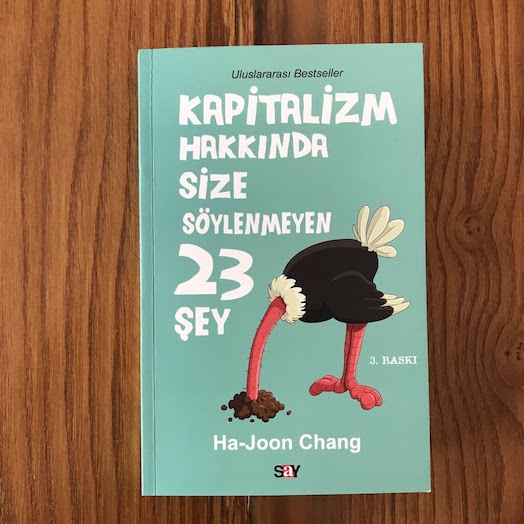 Uluslararası Bestseller
KAPİTALİZM
HAKKINDA
SİZE
SÖYLENMEYEN
23
ŞEY
3. BASKI
Ha-Joon Chang
SAY